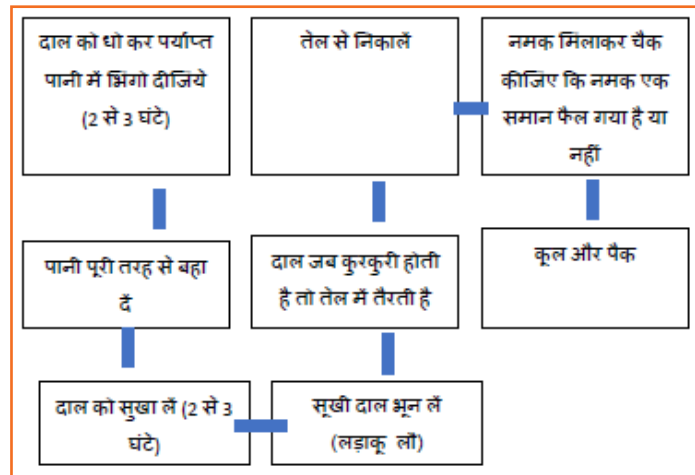 दाल को धो कर पर्याप्त
पानी में भिंगो दीजिये
(2 से 3 घंटे)
पानी पूरी तरह से बहा
दें
दाल को सुखा लें (2 से 3
घंटे)
सूखी दाल भून लें
(लड़ाकू लौ)
दाल जब कुरकुरी होती
है तो तेल में तैरती है
तेल से निकालें
नमक मिलाकर चैक
कीजिए कि नमक एक
समान फैल गया है या
नहीं
कूल और पैक